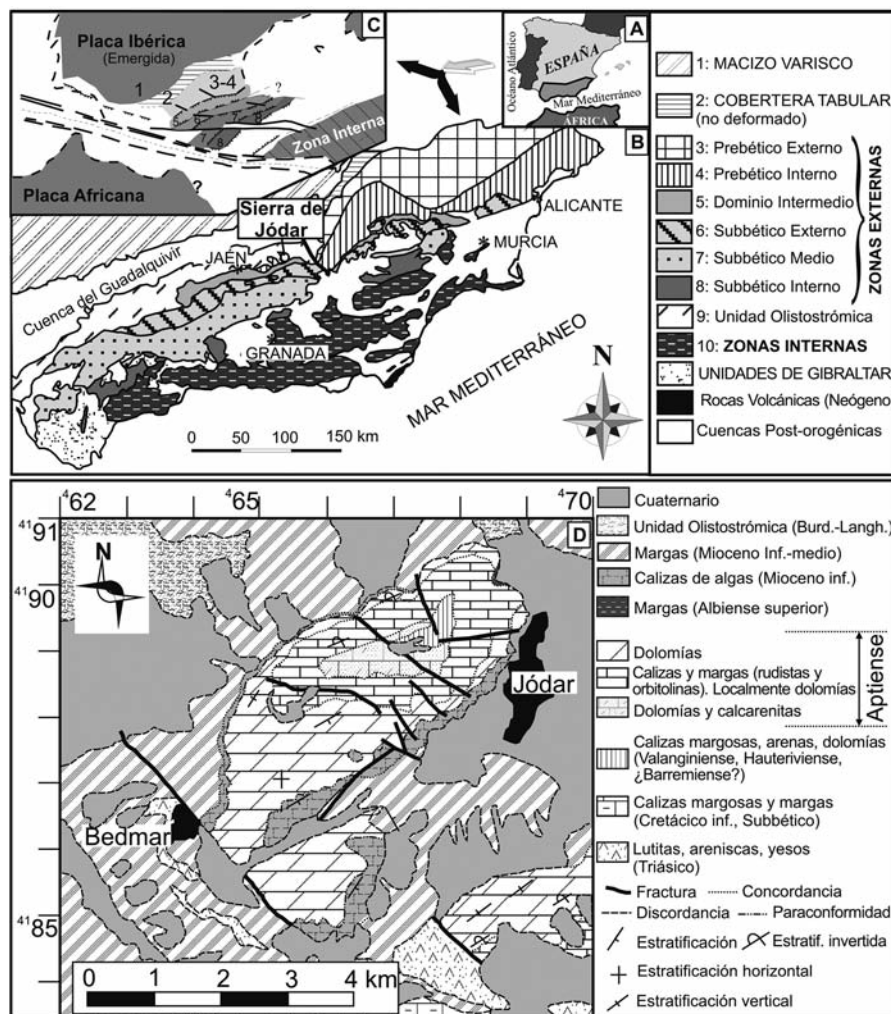 C
Placa Ibérica
(Emergida)
1
2
3-4
?
5
6
7
8
8
Zona Interna
Placa Africana
?
A
Océano Atlántico
ESPAÑA
Mar Mediterráneo
ÁFRICA
B
Sierra de
Jódar
ALICANTE
MURCIA
JAÉN
Cuenca del Guadalquivir
GRANADA
MAR MEDITERRÁNEO
N
0 50 100 150 km
1: MACIZO VARISCO
2: COBERTERA TABULAR
(no deformado)
3: Prebético Externo
4: Prebético Interno
5: Dominio Intermedio
6: Subbético Externo
7: Subbético Medio
8: Subbético Interno
ZONAS EXTERNAS
9: Unidad Olistostrómica
10: ZONAS INTERNAS
UNIDADES DE GIBRALTAR
Rocas Volcánicas (Neógeno
Cuencas Post-orogénicas
D
⁴62 ⁴65 ⁴70
⁴¹91
⁴¹90
⁴¹85
N
Jódar
Bedmar
0 1 2 3 4 km
Cuaternario
Unidad Olistostrómica (Burd.-Langh.)
Margas (Mioceno Inf.-medio)
Calizas de algas (Mioceno inf.)
Margas (Albiense superior)
Dolomías
Calizas y margas (rudistas y
orbitolinas). Localmente dolomías
Dolomías y calcarenitas
Aptiense
Calizas margosas, arenas, dolomías
(Valanginiense, Hauteriviense,
¿Barremiense?)
Calizas margosas y margas
(Cretácico inf., Subbético)
Lutitas, areniscas, yesos
(Triásico)
Fractura Concordancia
Discordancia Paraconformidad
Estratificación Estratif. invertida
Estratificación horizontal
Estratificación vertical